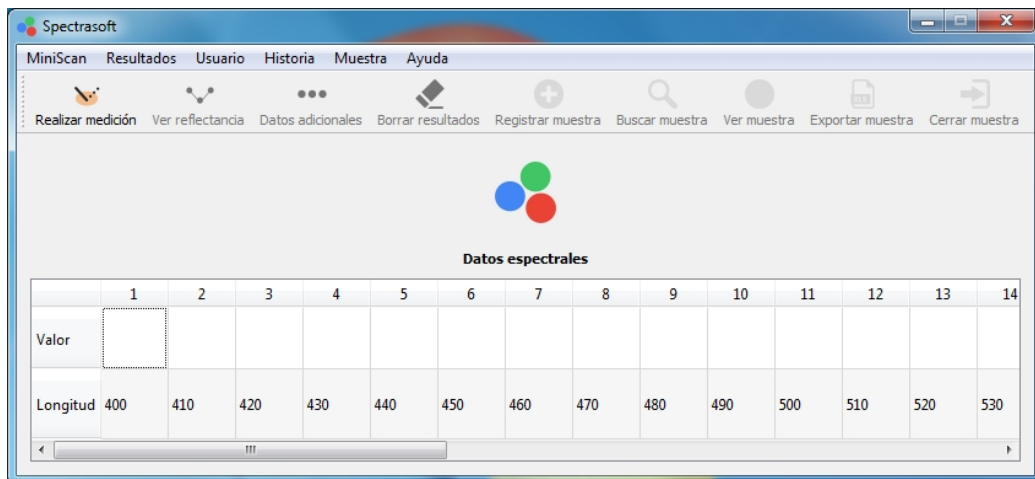 Spectrasoft
MiniScan Resultados Usuario Historia Muestra Ayuda
Realizar medición Ver reflectancia Datos adicionales Borrar resultados Registrar muestra Buscar muestra Ver muestra Exportar muestra Cerrar muestra
Datos espectrales
1 2 3 4 5 6 7 8 9 10 11 12 13 14
Valor
Longitud 400 410 420 430 440 450 460 470 480 490 500 510 520 530